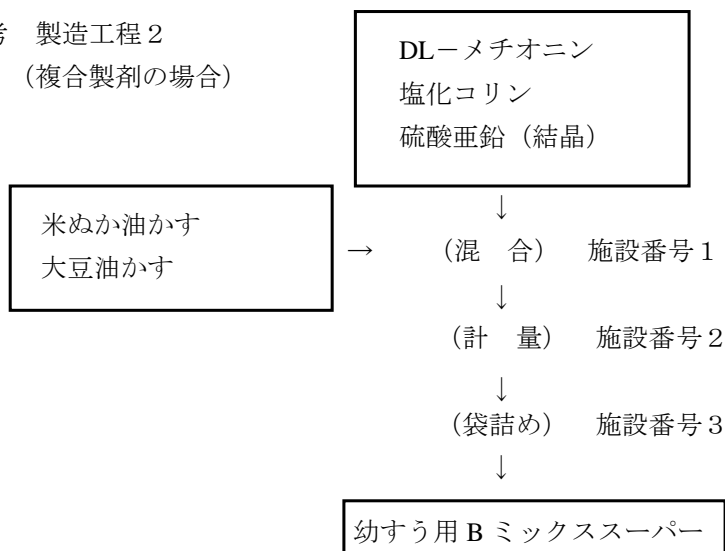 考 製造工程２
（複合製剤の場合）
DL－メチオニン
塩化コリン
硫酸亜鉛（結晶）
米ぬか油かす
大豆油かす
↓
→ （混 合） 施設番号１
↓
（計 量） 施設番号２
↓
（袋詰め） 施設番号３
↓
幼すう用 B ミックススーパー